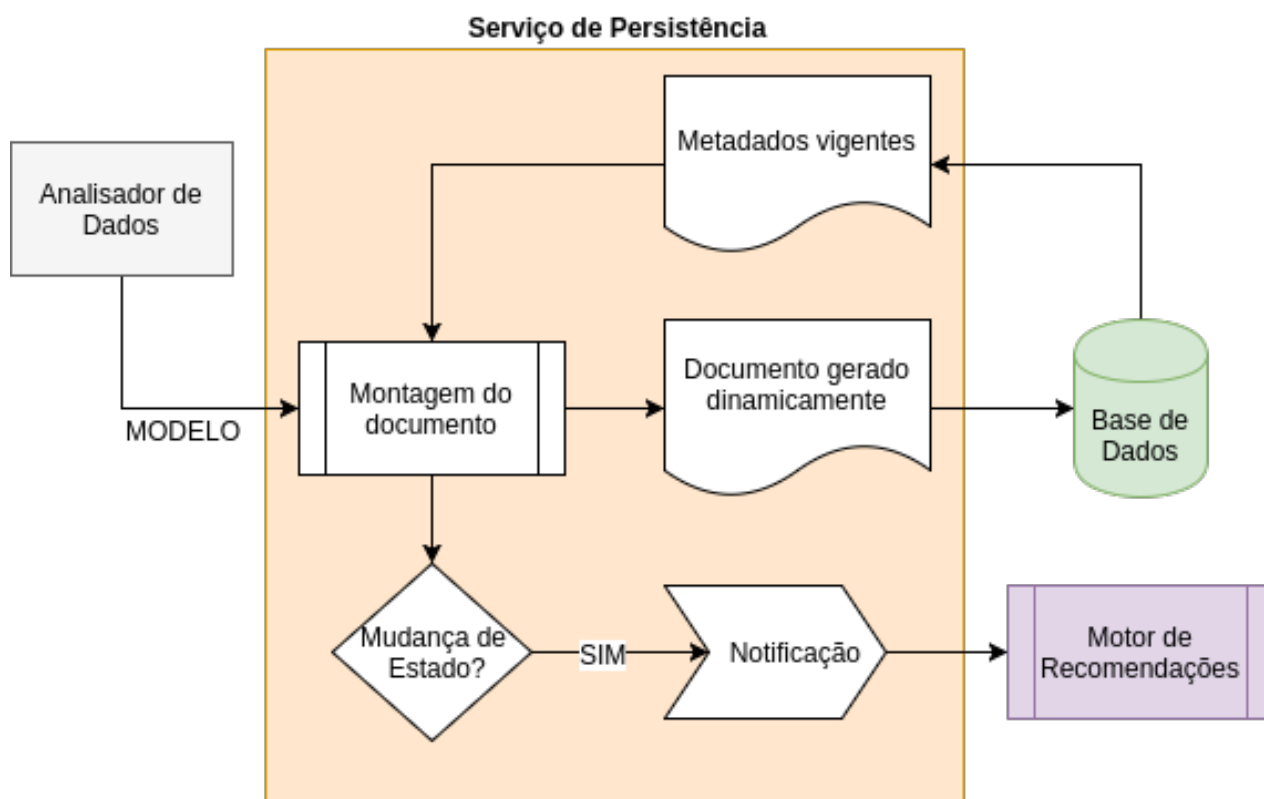 Serviço de Persistência
Metadados vigentes
Analisador de
Dados
Montagem do
documento
Documento gerado
dinamicamente
MODELO
Base de
Dados
Mudança de
Estado?
SIM
Notificação
Motor de
Recomendações